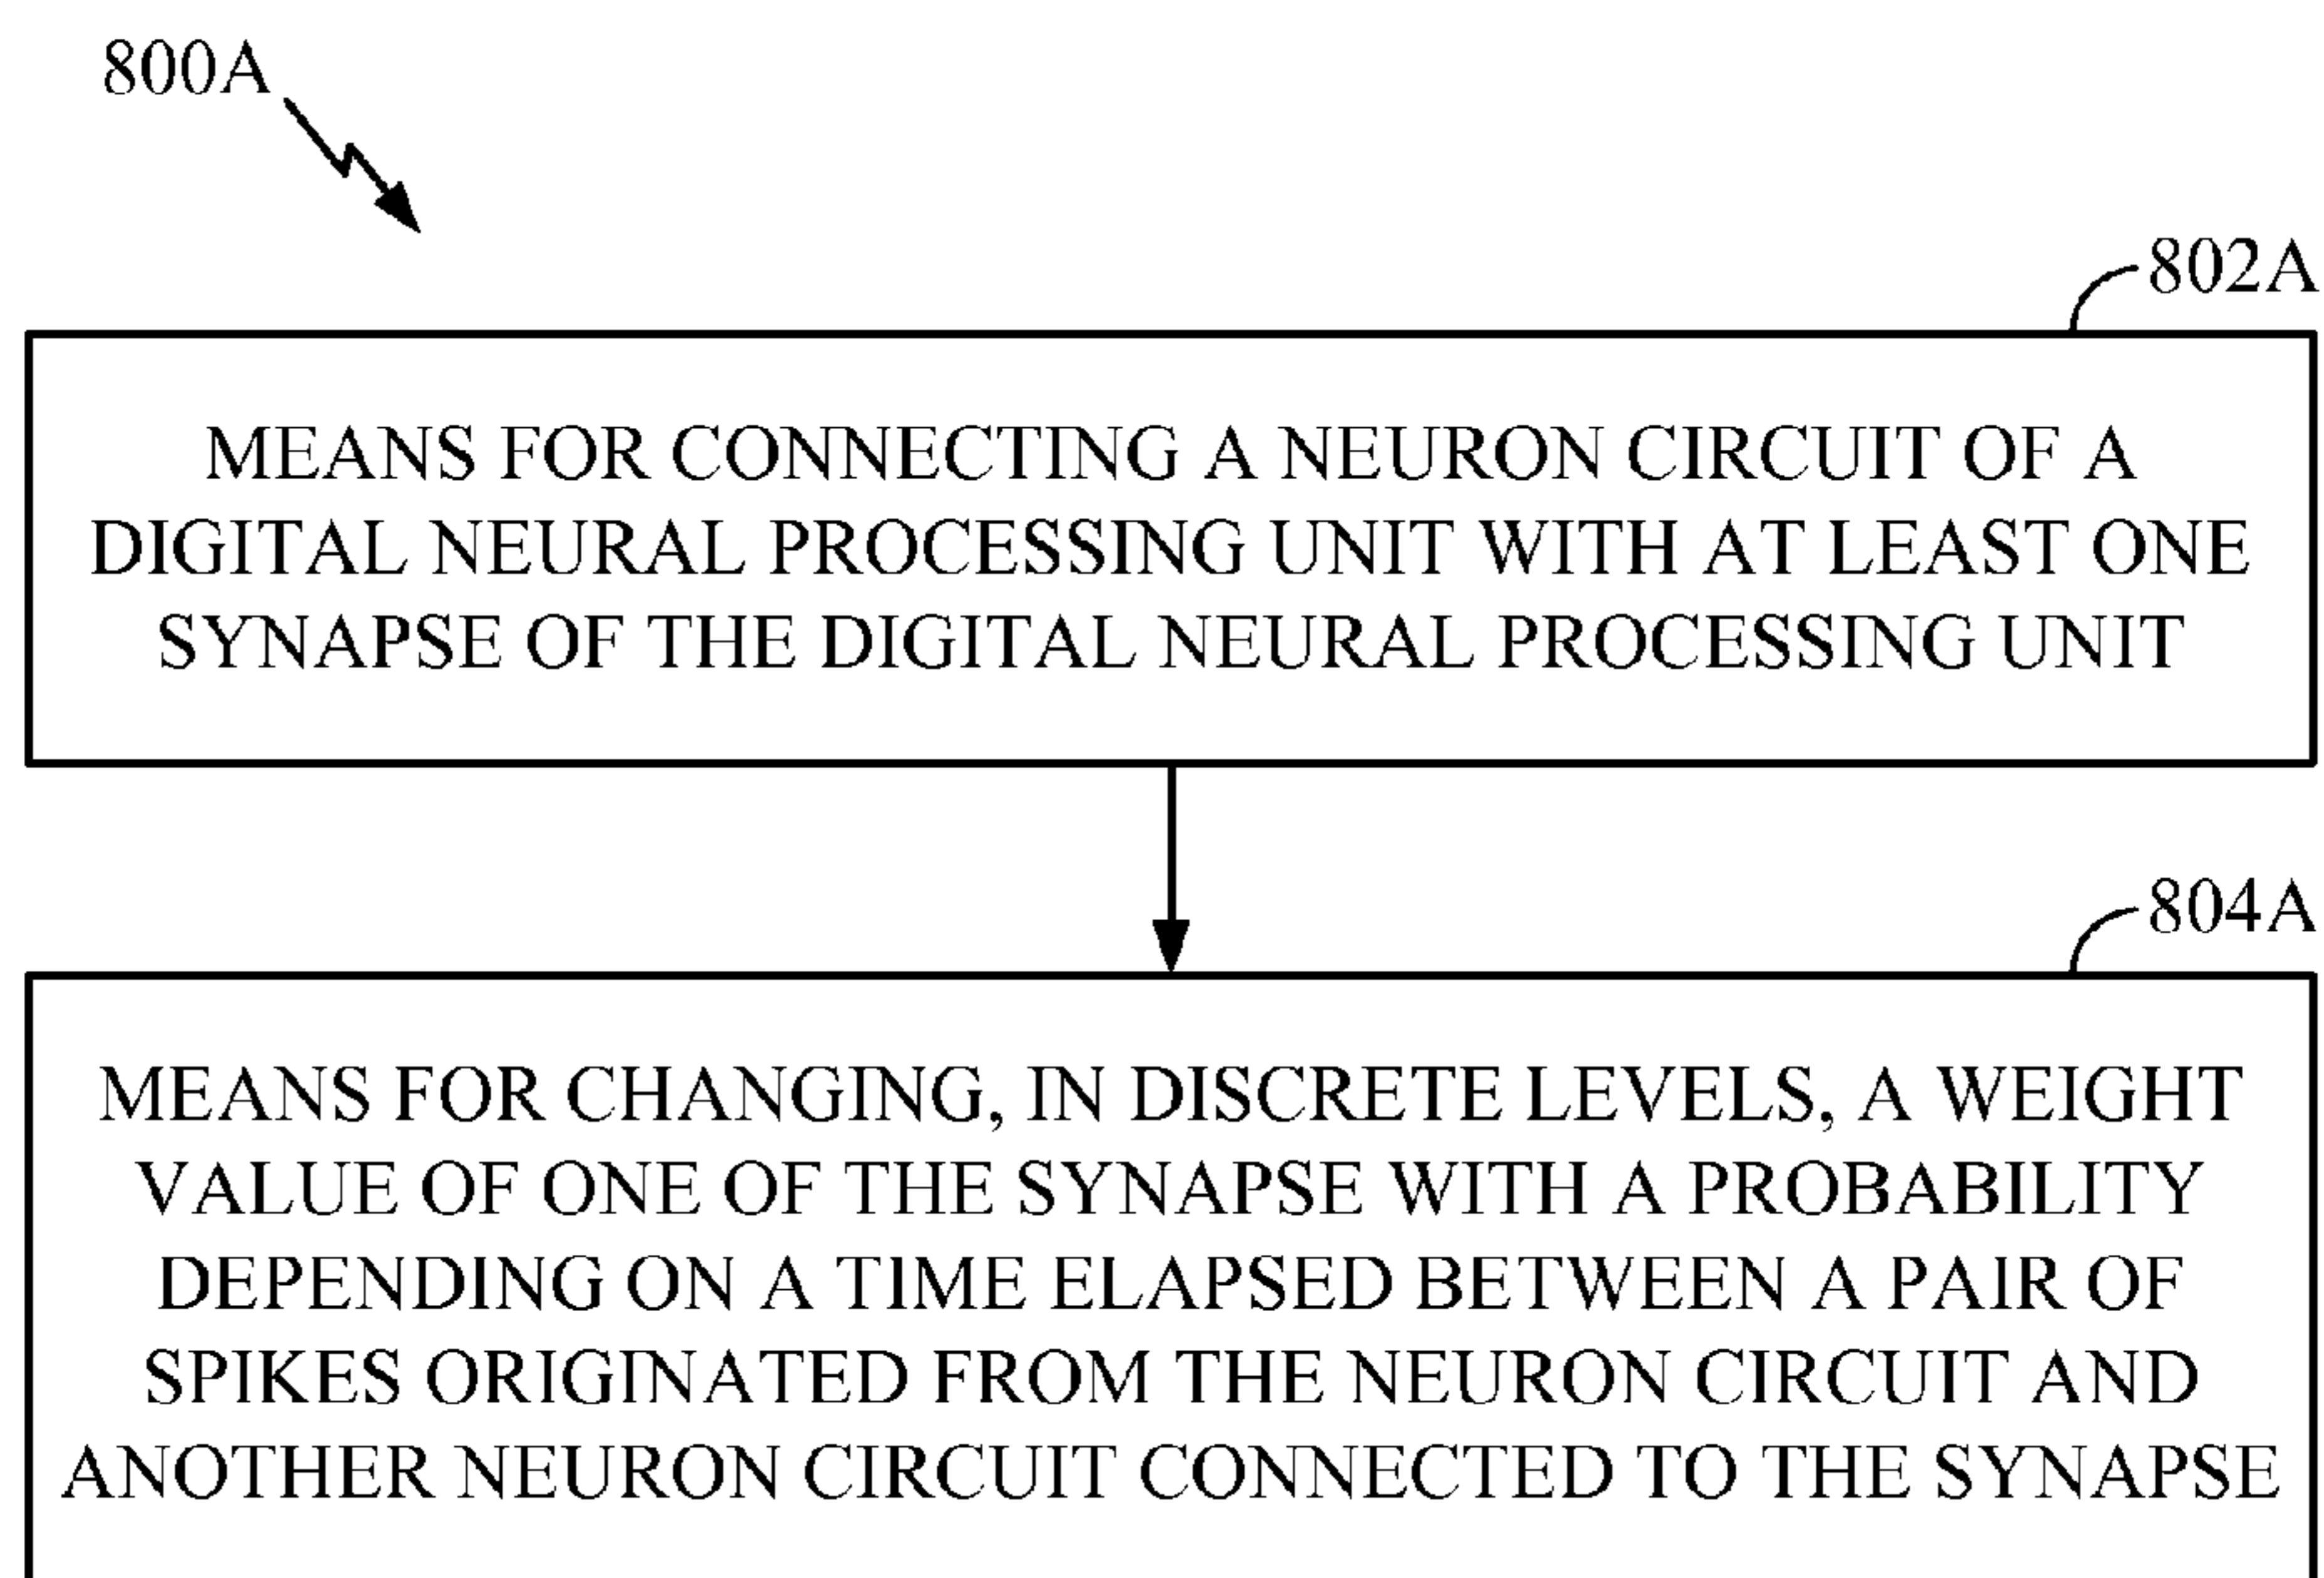 800A
802A
MEANS FOR CONNECTING A NEURON CIRCUIT OF A
DIGITAL NEURAL PROCESSING UNIT WITH AT LEAST ONE
SYNAPSE OF THE DIGITAL NEURAL PROCESSING UNIT
804A
MEANS FOR CHANGING, IN DISCRETE LEVELS, A WEIGHT
VALUE OF ONE OF THE SYNAPSE WITH A PROBABILITY
DEPENDING ON A TIME ELAPSED BETWEEN A PAIR OF
SPIKES ORIGINATED FROM THE NEURON CIRCUIT AND
ANOTHER NEURON CIRCUIT CONNECTED TO THE SYNAPSE